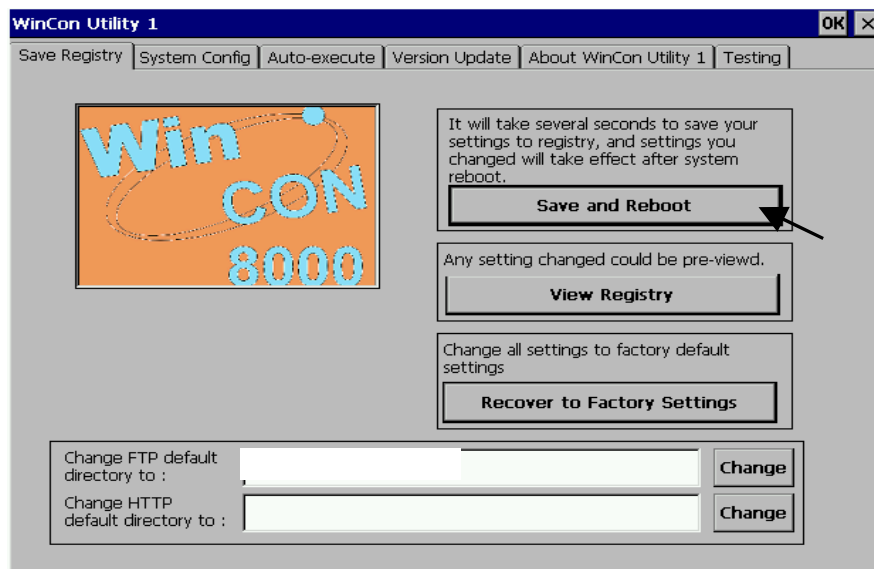 WinCon Utility 1 OK ×
Save Registry System Config Auto-execute Version Update About WinCon Utility 1 Testing
Win
CON
8000
It will take several seconds to save your
settings to registry, and settings you
changed will take effect after system
reboot.
Save and Reboot
Any setting changed could be pre-viewd.
View Registry
Change all settings to factory default
settings
Recover to Factory Settings
Change FTP default
directory to :
Change
Change HTTP
default directory to :
Change